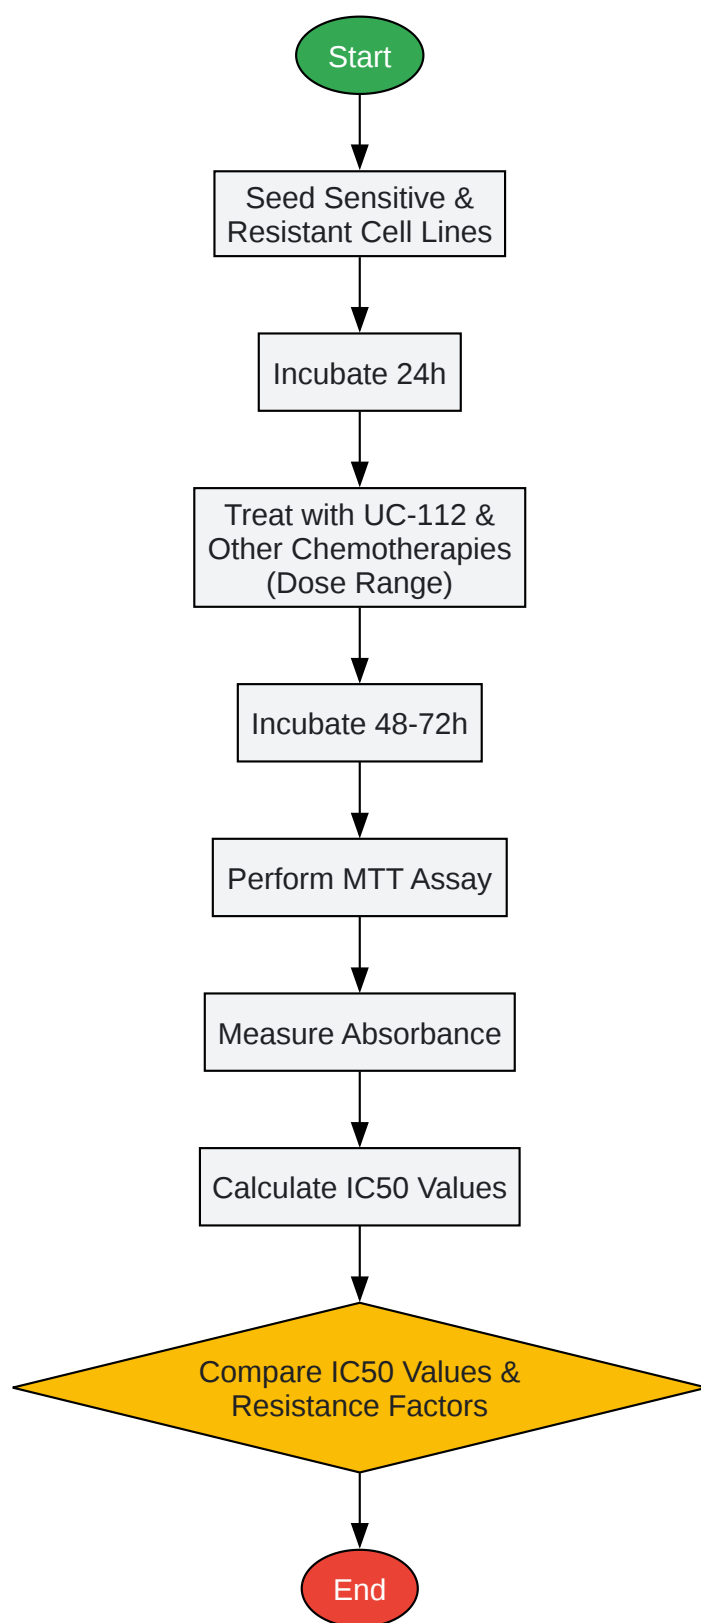 Start
Seed Sensitive &
Resistant Cell Lines
Incubate 24h
Treat with UC-112 &
Other Chemotherapies
(Dose Range)
Incubate 48-72h
Perform MTT Assay
Measure Absorbance
Calculate IC50 Values
Compare IC50 Values &
Resistance Factors
End